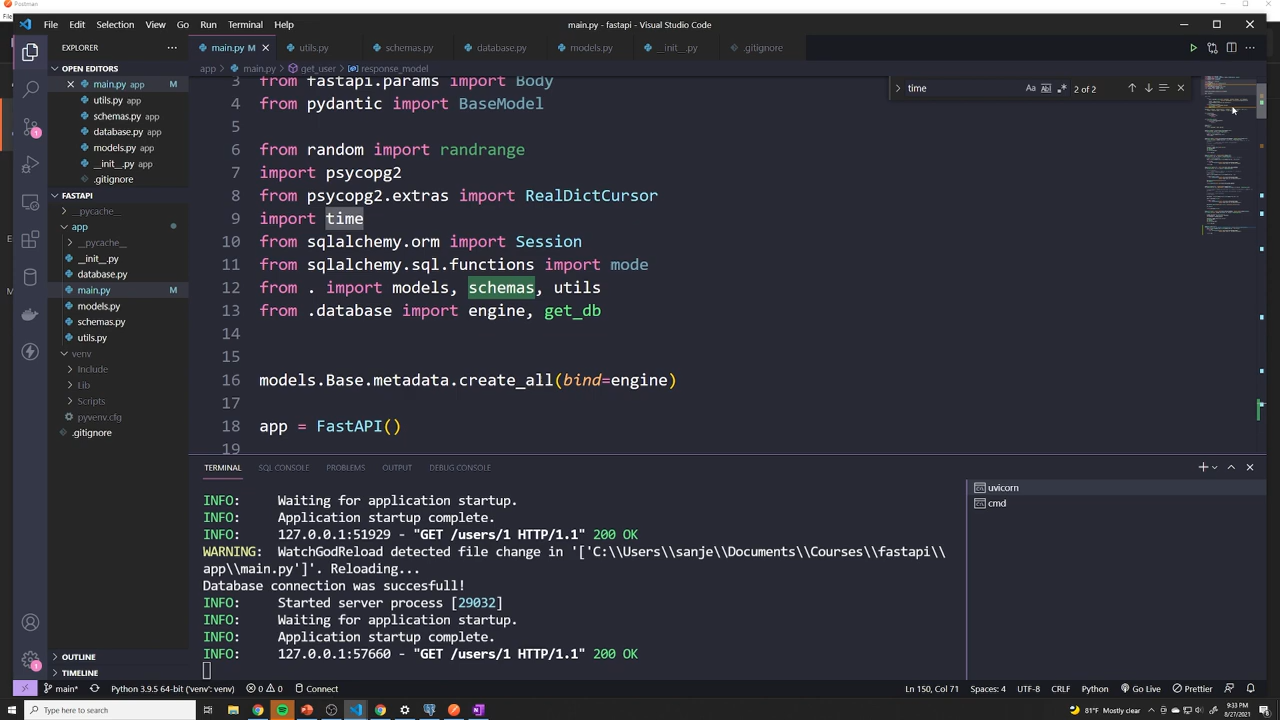 Postman
File Edit Selection View Go Run Terminal Help
main.py - fastapi - Visual Studio Code
EXPLORER
main.py M
utils.py
schemas.py
database.py
models.py
__init__.py
.gitignore
OPEN EDITORS
app > main.py > get_user > response_model
main.py app M
utils.py app
schemas.py app
database.py app
models.py app
__init__.py app
.gitignore
FASTAPI
__pycache__
app
__pycache__
__init__.py
database.py
main.py M
models.py
schemas.py
utils.py
venv
Include
Lib
Scripts
pyvenv.cfg
.gitignore
OUTLINE
TIMELINE
time
Aa ab 2 of 2
3 from fastapi.params import Body
4 from pydantic import BaseModel
5
6 from random import randrange
7 import psycopg2
8 from psycopg2.extras import RealDictCursor
9 import time
10 from sqlalchemy.orm import Session
11 from sqlalchemy.sql.functions import mode
12 from . import models, schemas, utils
13 from .database import engine, get_db
14
15
16 models.Base.metadata.create_all(bind=engine)
17
18 app = FastAPI()
19
TERMINAL SQL CONSOLE PROBLEMS OUTPUT DEBUG CONSOLE
INFO: Waiting for application startup.
INFO: Application startup complete.
INFO: 127.0.0.1:51929 - "GET /users/1 HTTP/1.1" 200 OK
WARNING: WatchGodReload detected file change in '['C:\\Users\\sanje\\Documents\\Courses\\fastapi\\
app\\main.py']'. Reloading...
Database connection was succesfull!
INFO: Started server process [29032]
INFO: Waiting for application startup.
INFO: Application startup complete.
INFO: 127.0.0.1:57660 - "GET /users/1 HTTP/1.1" 200 OK
uvicorn
cmd
main* Python 3.9.5 64-bit ('venv': venv) 0 0 Connect
Ln 150, Col 71 Spaces: 4 UTF-8 CRLF Python Go Live Prettier
Type here to search
81°F Mostly clear
9:33 PM
8/27/2021